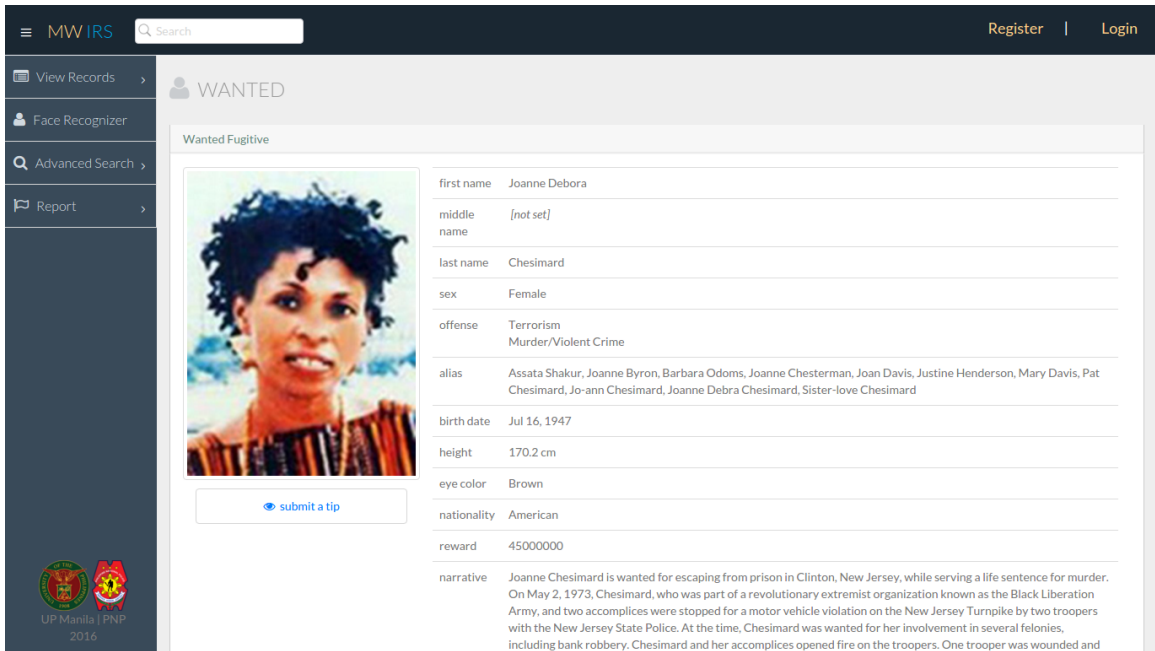 MW IRS
Search
Register | Login
View Records
Face Recognizer
Advanced Search
Report
WANTED
Wanted Fugitive
first name Joanne Debora
middle name [not set]
last name Chesimard
sex Female
offense Terrorism
Murder/Violent Crime
alias Assata Shakur, Joanne Byron, Barbara Odoms, Joanne Chesterman, Joan Davis, Justine Henderson, Mary Davis, Pat
Chesimard, Jo-ann Chesimard, Joanne Debra Chesimard, Sister-love Chesimard
birth date Jul 16, 1947
height 170.2 cm
eye color Brown
nationality American
reward 45000000
narrative Joanne Chesimard is wanted for escaping from prison in Clinton, New Jersey, while serving a life sentence for murder.
On May 2, 1973, Chesimard, who was part of a revolutionary extremist organization known as the Black Liberation
Army, and two accomplices were stopped for a motor vehicle violation on the New Jersey Turnpike by two troopers
with the New Jersey State Police. At the time, Chesimard was wanted for her involvement in several felonies,
including bank robbery. Chesimard and her accomplices opened fire on the troopers. One trooper was wounded and
submit a tip
UP Manila | PNP
2016